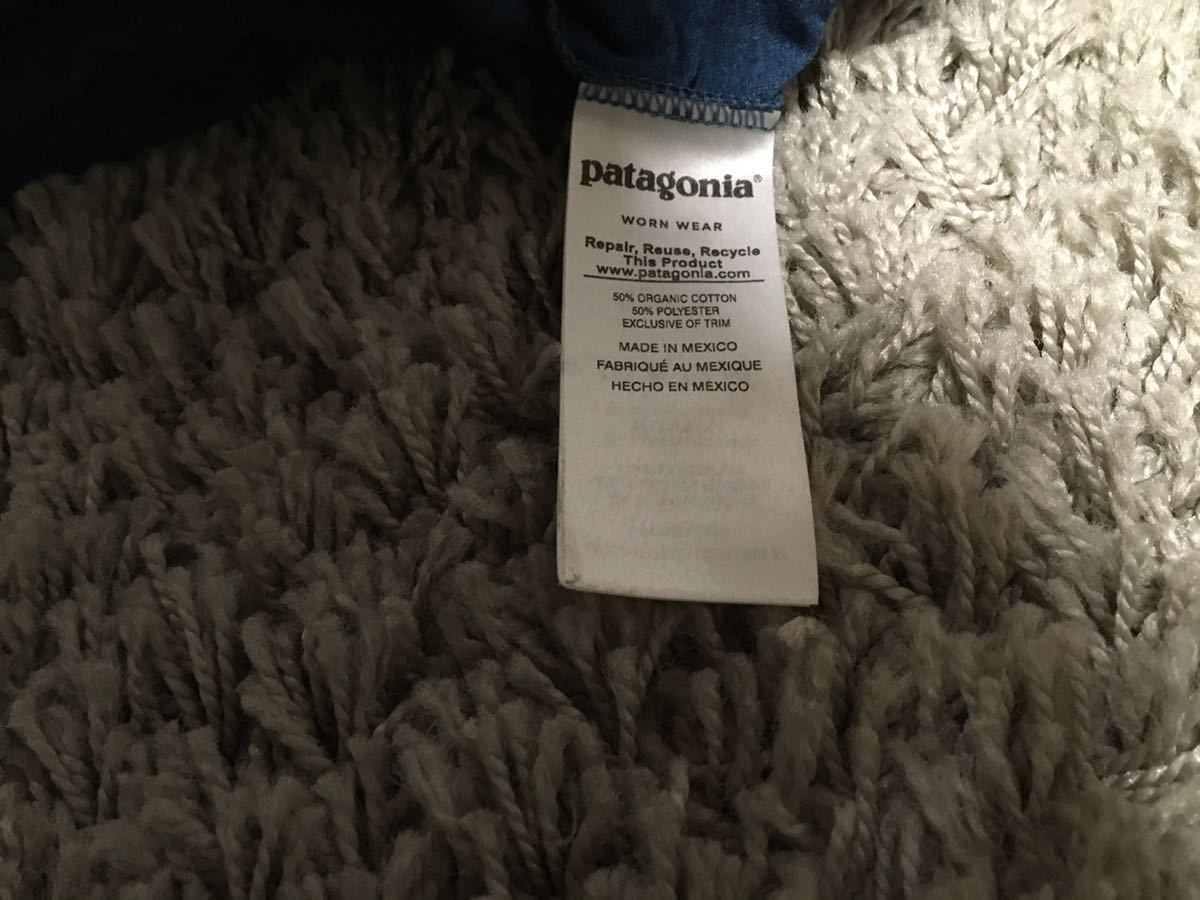 patagonia®
WORN WEAR
Repair, Reuse, Recycle
This Product
www.patagonia.com
50% ORGANIC COTTON
50% POLYESTER
EXCLUSIVE OF TRIM
MADE IN MEXICO
FABRIQUÉ AU MEXIQUE
HECHO EN MEXICO